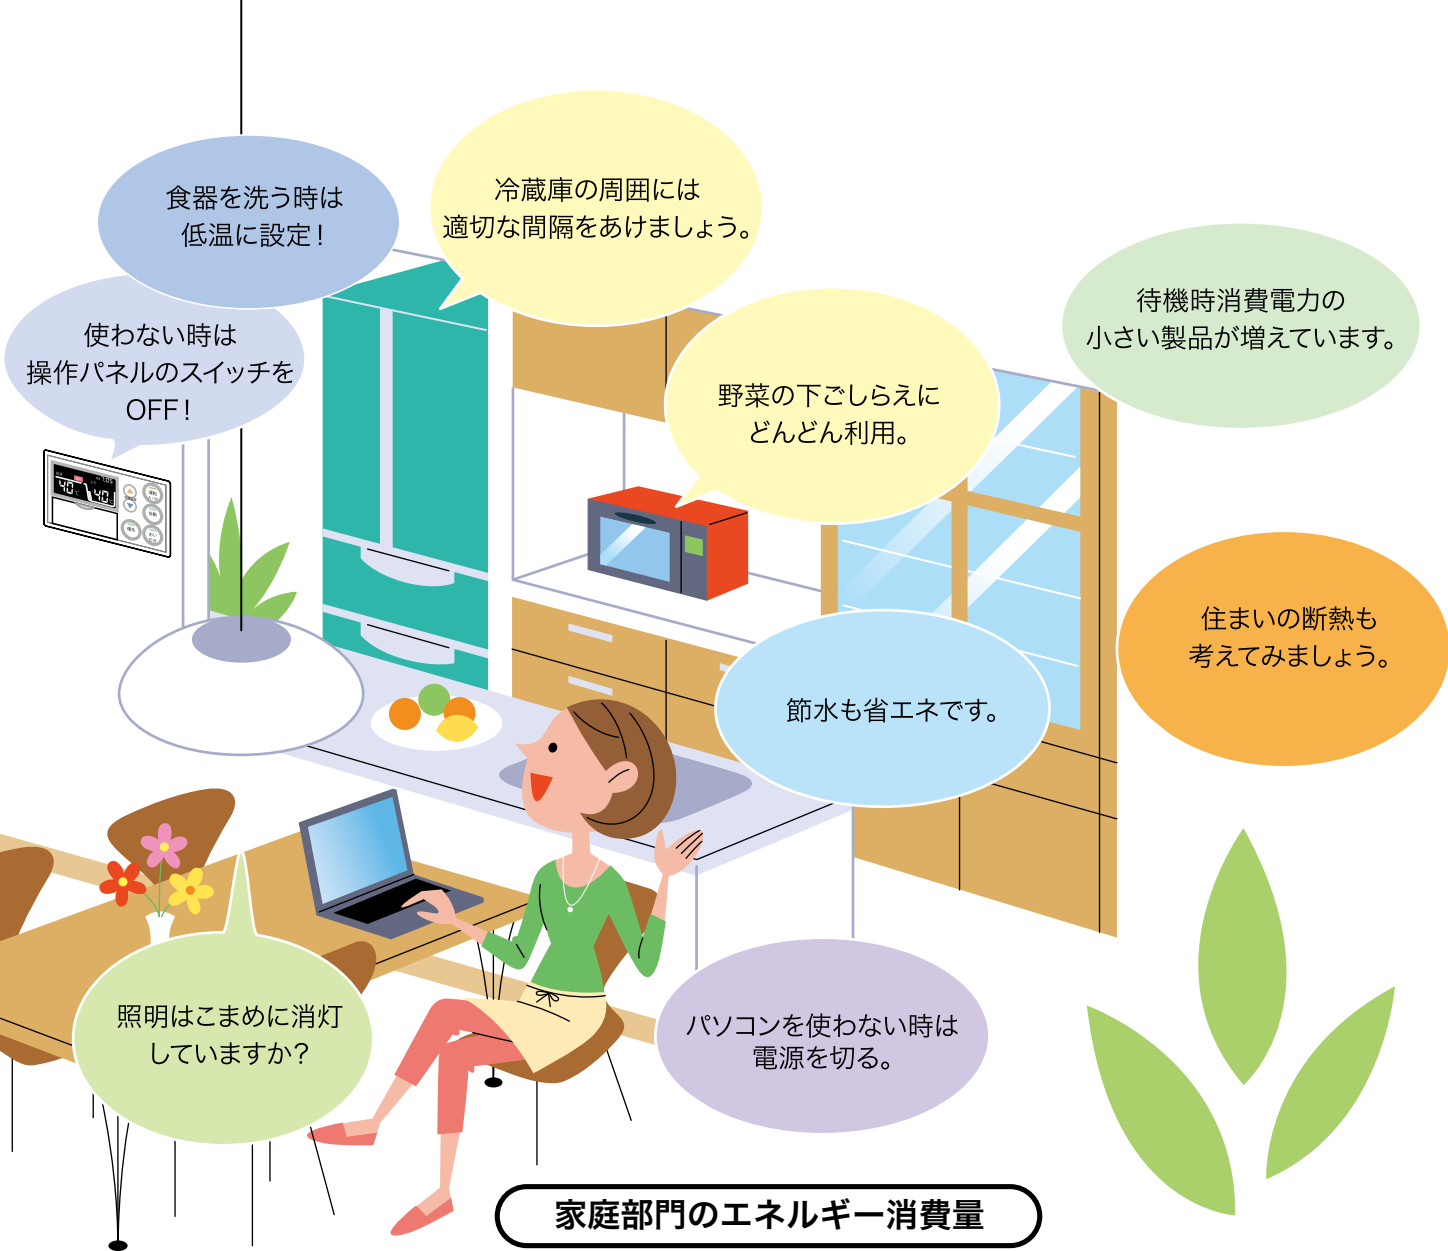 食器を洗う時は
低温に設定！
冷蔵庫の周囲には
適切な間隔をあけましょう。
使わない時は
操作パネルのスイッチを
OFF！
待機時消費電力の
小さい製品が増えています。
野菜の下ごしらえに
どんどん利用。
40
40
住まいの断熱も
考えてみましょう。
節水も省エネです。
照明はこまめに消灯
していますか？
パソコンを使わない時は
電源を切る。
家庭部門のエネルギー消費量